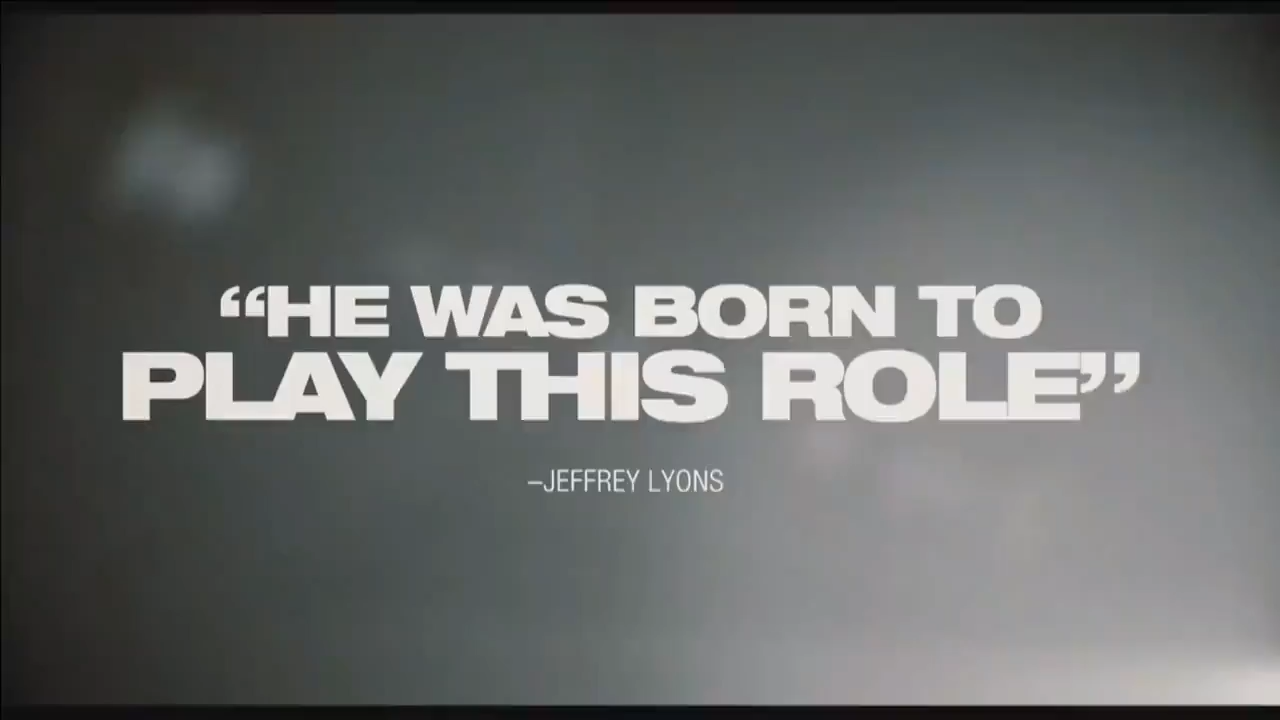 “HE WAS BORN TO
PLAY THIS ROLE”
–JEFFREY LYONS